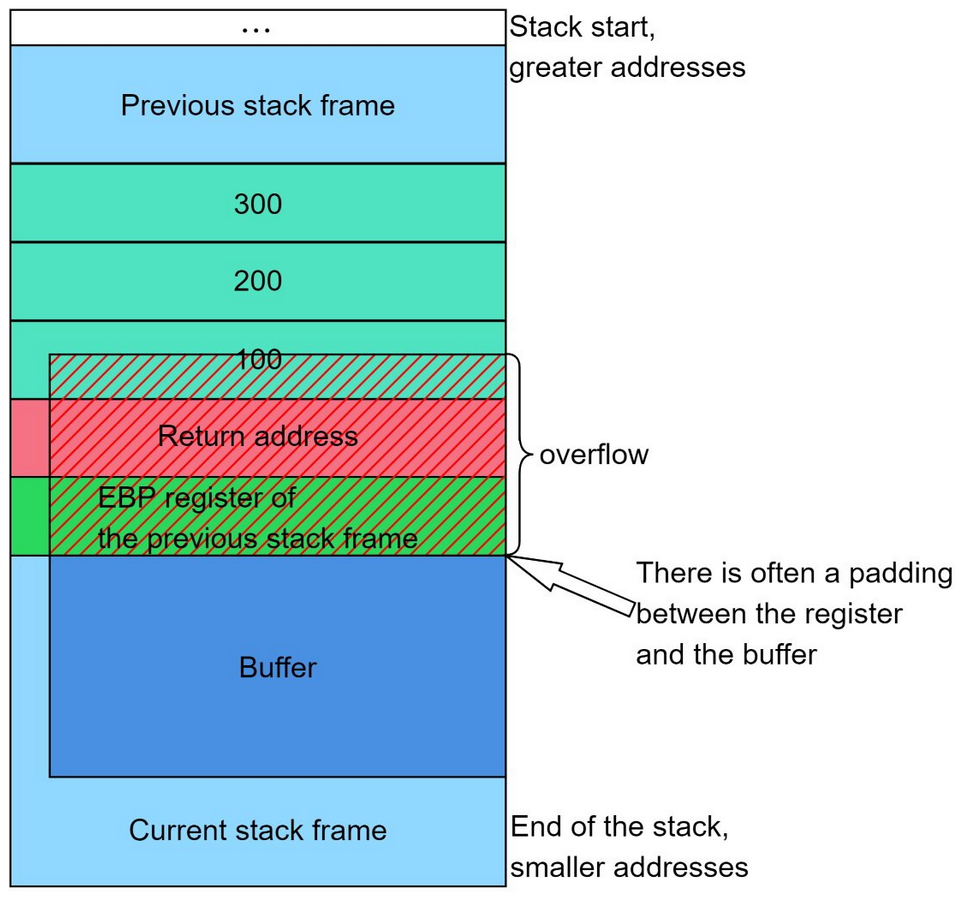 ...
Stack start,
greater addresses
Previous stack frame
300
200
100
Return address
overflow
EBP register of
the previous stack frame
There is often a padding
between the register
and the buffer
Buffer
Current stack frame
End of the stack,
smaller addresses